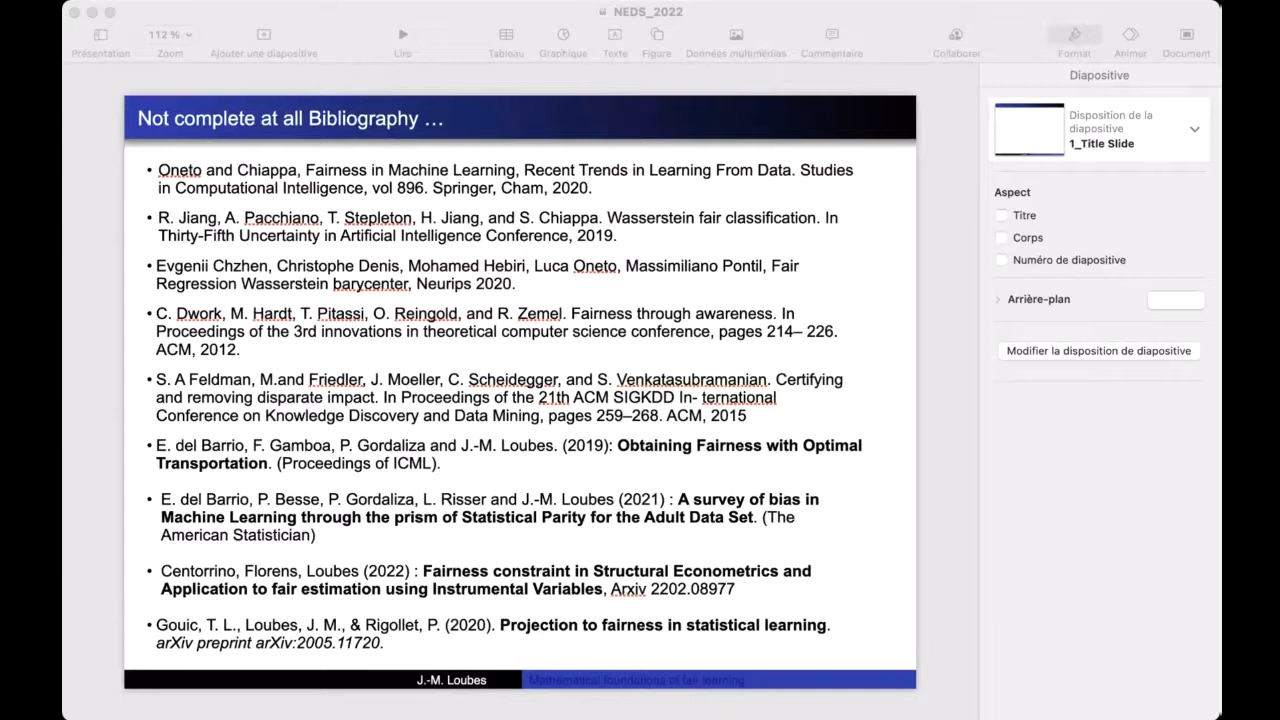 NEDS_2022
112 %
Présentation Zoom Ajouter une diapositive Lire Tableau Graphique Texte Figure Données multimédias Commentaire Collaborer Format Animer Document
Diapositive
Disposition de la
diapositive
1_Title Slide
Aspect
Titre
Corps
Numéro de diapositive
Arrière-plan
Modifier la disposition de diapositive
Not complete at all Bibliography …
• Oneto and Chiappa, Fairness in Machine Learning, Recent Trends in Learning From Data. Studies
in Computational Intelligence, vol 896. Springer, Cham, 2020.
• R. Jiang, A. Pacchiano, T. Stepleton, H. Jiang, and S. Chiappa. Wasserstein fair classification. In
Thirty-Fifth Uncertainty in Artificial Intelligence Conference, 2019.
• Evgenii Chzhen, Christophe Denis, Mohamed Hebiri, Luca Oneto, Massimiliano Pontil, Fair
Regression Wasserstein barycenter, Neurips 2020.
• C. Dwork, M. Hardt, T. Pitassi, O. Reingold, and R. Zemel. Fairness through awareness. In
Proceedings of the 3rd innovations in theoretical computer science conference, pages 214– 226.
ACM, 2012.
• S. A Feldman, M.and Friedler, J. Moeller, C. Scheidegger, and S. Venkatasubramanian. Certifying
and removing disparate impact. In Proceedings of the 21th ACM SIGKDD In- ternational
Conference on Knowledge Discovery and Data Mining, pages 259–268. ACM, 2015
• E. del Barrio, F. Gamboa, P. Gordaliza and J.-M. Loubes. (2019): Obtaining Fairness with Optimal
Transportation. (Proceedings of ICML).
• E. del Barrio, P. Besse, P. Gordaliza, L. Risser and J.-M. Loubes (2021) : A survey of bias in
Machine Learning through the prism of Statistical Parity for the Adult Data Set. (The
American Statistician)
• Centorrino, Florens, Loubes (2022) : Fairness constraint in Structural Econometrics and
Application to fair estimation using Instrumental Variables, Arxiv 2202.08977
• Gouic, T. L., Loubes, J. M., & Rigollet, P. (2020). Projection to fairness in statistical learning.
arXiv preprint arXiv:2005.11720.
J.-M. Loubes Mathematical foundations of fair learning